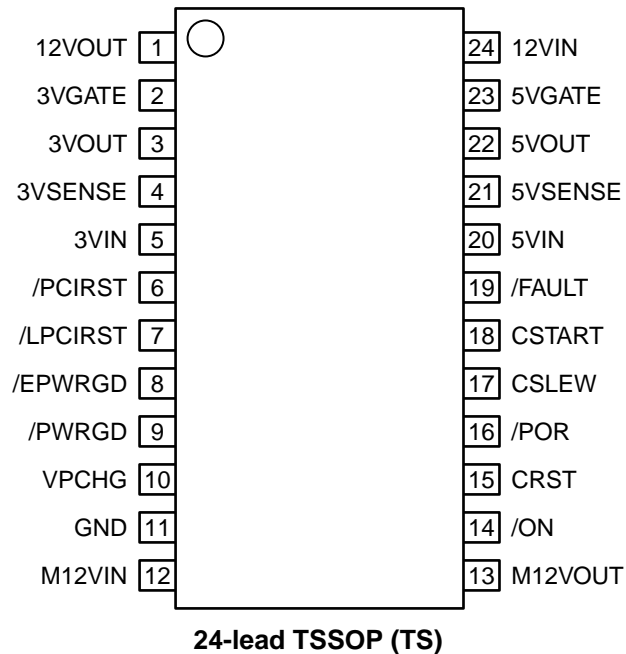 12VOUT 1 24 12VIN
3VGATE 2 23 5VGATE
3VOUT 3 22 5VOUT
3VSENSE 4 21 5VSENSE
3VIN 5 20 5VIN
/PCIRST 6 19 /FAULT
/LPCIRST 7 18 CSTART
/EPWRGD 8 17 CSLEW
/PWRGD 9 16 /POR
VPCHG 10 15 CRST
GND 11 14 /ON
M12VIN 12 13 M12VOUT
24-lead TSSOP (TS)